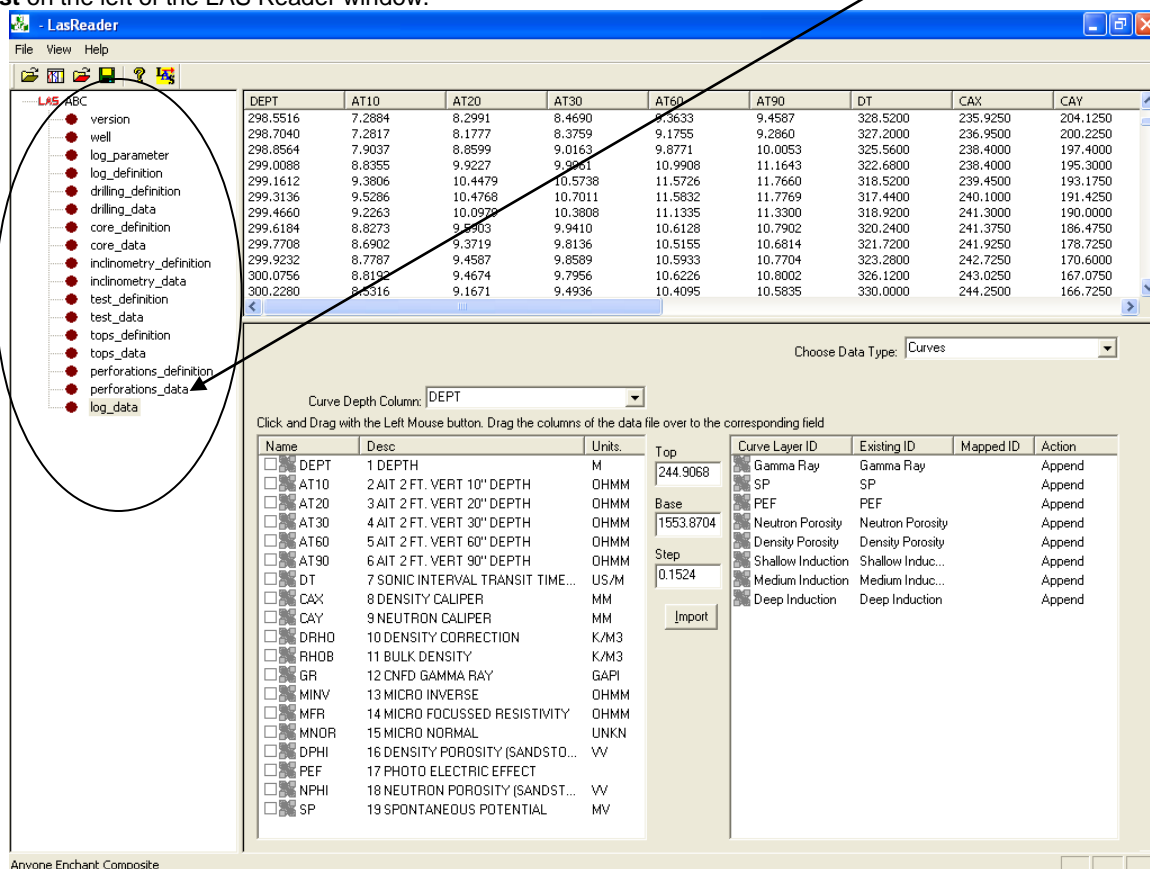 st on the left of the LAS Reader window.
- LasReader
File View Help
LAS
LAS ABC
version
well
log_parameter
log_definition
drilling_definition
drilling_data
core_definition
core_data
inclinometry_definition
inclinometry_data
test_definition
test_data
tops_definition
tops_data
perforations_definition
perforations_data
log_data
DEPT AT10 AT20 AT30 AT60 AT90 DT CAX CAY
298.5516 7.2884 8.2991 8.4690 9.3633 9.4587 328.5200 235.9250 204.1250
298.7040 7.2817 8.1777 8.3759 9.1755 9.2860 327.2000 236.9500 200.2250
298.8564 7.9037 8.8599 9.0163 9.8771 10.0053 325.5600 238.4000 197.4000
299.0088 8.8355 9.9227 9.9961 10.9908 11.1643 322.6800 238.4000 195.3000
299.1612 9.3806 10.4479 10.5738 11.5726 11.7660 318.5200 239.4500 193.1750
299.3136 9.5286 10.4768 10.7011 11.5832 11.7769 317.4400 240.1000 191.4250
299.4660 9.2263 10.0979 10.3808 11.1335 11.3300 318.9200 241.3000 190.0000
299.6184 8.8273 9.5903 9.9410 10.6128 10.7902 320.2400 241.3750 186.4750
299.7708 8.6902 9.3719 9.8136 10.5155 10.6814 321.7200 241.9250 178.7250
299.9232 8.7787 9.4587 9.8589 10.5933 10.7704 323.2800 242.7250 170.6000
300.0756 8.8192 9.4674 9.7956 10.6226 10.8002 326.1200 243.0250 167.0750
300.2280 8.5316 9.1671 9.4936 10.4095 10.5835 330.0000 244.2500 166.7250
Choose Data Type: Curves
Curve Depth Column: DEPT
Click and Drag with the Left Mouse button. Drag the columns of the data file over to the corresponding field
Name Desc Units.
DEPT 1 DEPTH M
AT10 2 AIT 2 FT. VERT 10" DEPTH OHMM
AT20 3 AIT 2 FT. VERT 20" DEPTH OHMM
AT30 4 AIT 2 FT. VERT 30" DEPTH OHMM
AT60 5 AIT 2 FT. VERT 60" DEPTH OHMM
AT90 6 AIT 2 FT. VERT 90" DEPTH OHMM
DT 7 SONIC INTERVAL TRANSIT TIME... US/M
CAX 8 DENSITY CALIPER MM
CAY 9 NEUTRON CALIPER MM
DRHO 10 DENSITY CORRECTION K/M3
RHOB 11 BULK DENSITY K/M3
GR 12 CNFD GAMMA RAY GAPI
MINV 13 MICRO INVERSE OHMM
MFR 14 MICRO FOCUSSED RESISTIVITY OHMM
MNOR 15 MICRO NORMAL UNKN
DPHI 16 DENSITY POROSITY (SANDSTO... VV
PEF 17 PHOTO ELECTRIC EFFECT
NPHI 18 NEUTRON POROSITY (SANDST... VV
SP 19 SPONTANEOUS POTENTIAL MV
Top
244.9068
Base
1553.8704
Step
0.1524
Import
Curve Layer ID Existing ID Mapped ID Action
Gamma Ray Gamma Ray Append
SP SP Append
PEF PEF Append
Neutron Porosity Neutron Porosity Append
Density Porosity Density Porosity Append
Shallow Induction Shallow Induc... Append
Medium Induction Medium Induc... Append
Deep Induction Deep Induction Append
Anyone Enchant Composite